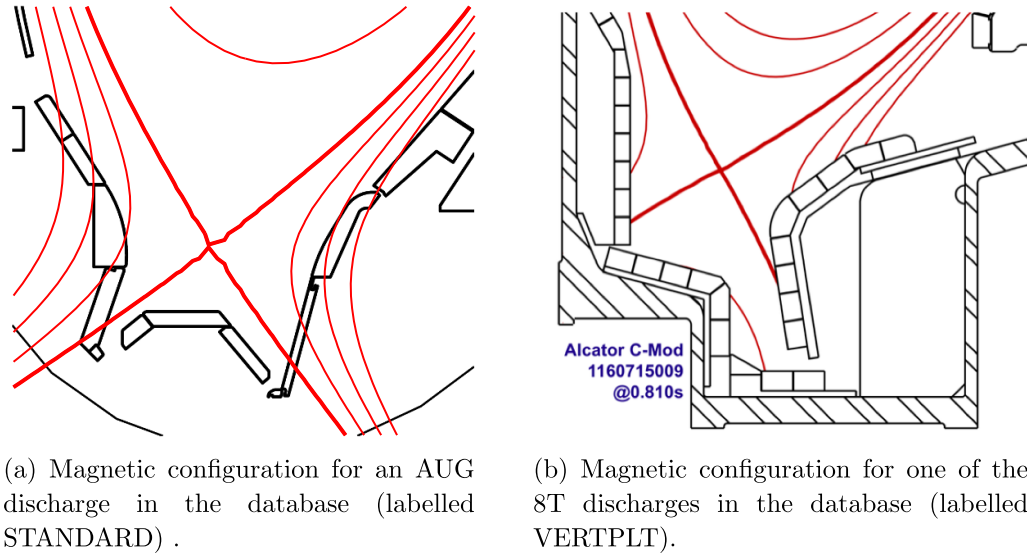 Alcator C-Mod
1160715009
@0.810s
(a) Magnetic configuration for an AUG
discharge in the database (labelled
STANDARD) .
(b) Magnetic configuration for one of the
8T discharges in the database (labelled
VERTPLT).